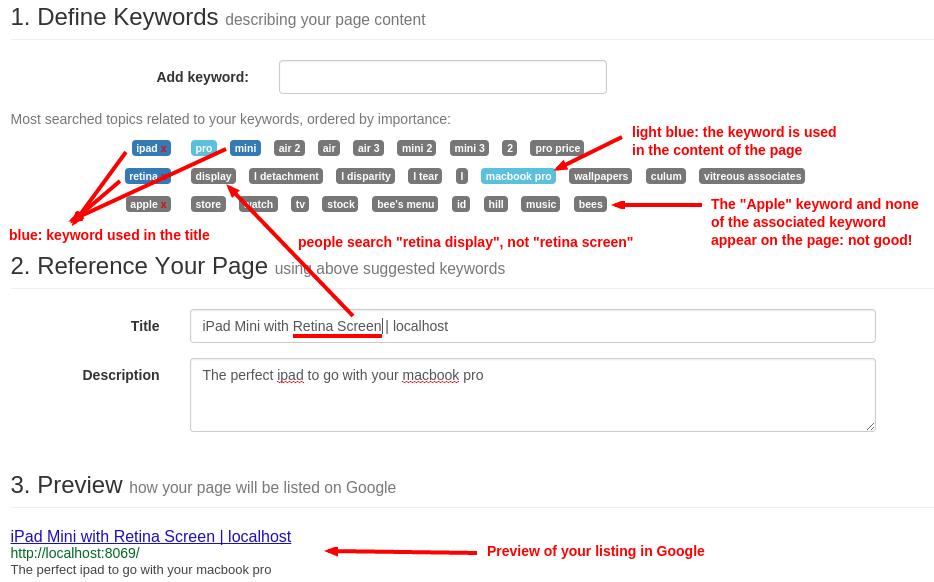 1. Define Keywords describing your page content
Add keyword:
Most searched topics related to your keywords, ordered by importance:
light blue: the keyword is used
in the content of the page
ipad x pro mini air 2 air air 3 mini 2 mini 3 2 pro price
retina x display l detachment l disparity l tear l macbook pro wallpapers culum vitreous associates
apple x store watch tv stock bee's menu id hill music bees
The "Apple" keyword and none
of the associated keyword
appear on the page: not good!
blue: keyword used in the title
people search "retina display", not "retina screen"
2. Reference Your Page using above suggested keywords
Title iPad Mini with Retina Screen | localhost
Description The perfect ipad to go with your macbook pro
3. Preview how your page will be listed on Google
iPad Mini with Retina Screen | localhost
http://localhost:8069/
The perfect ipad to go with your macbook pro
Preview of your listing in Google